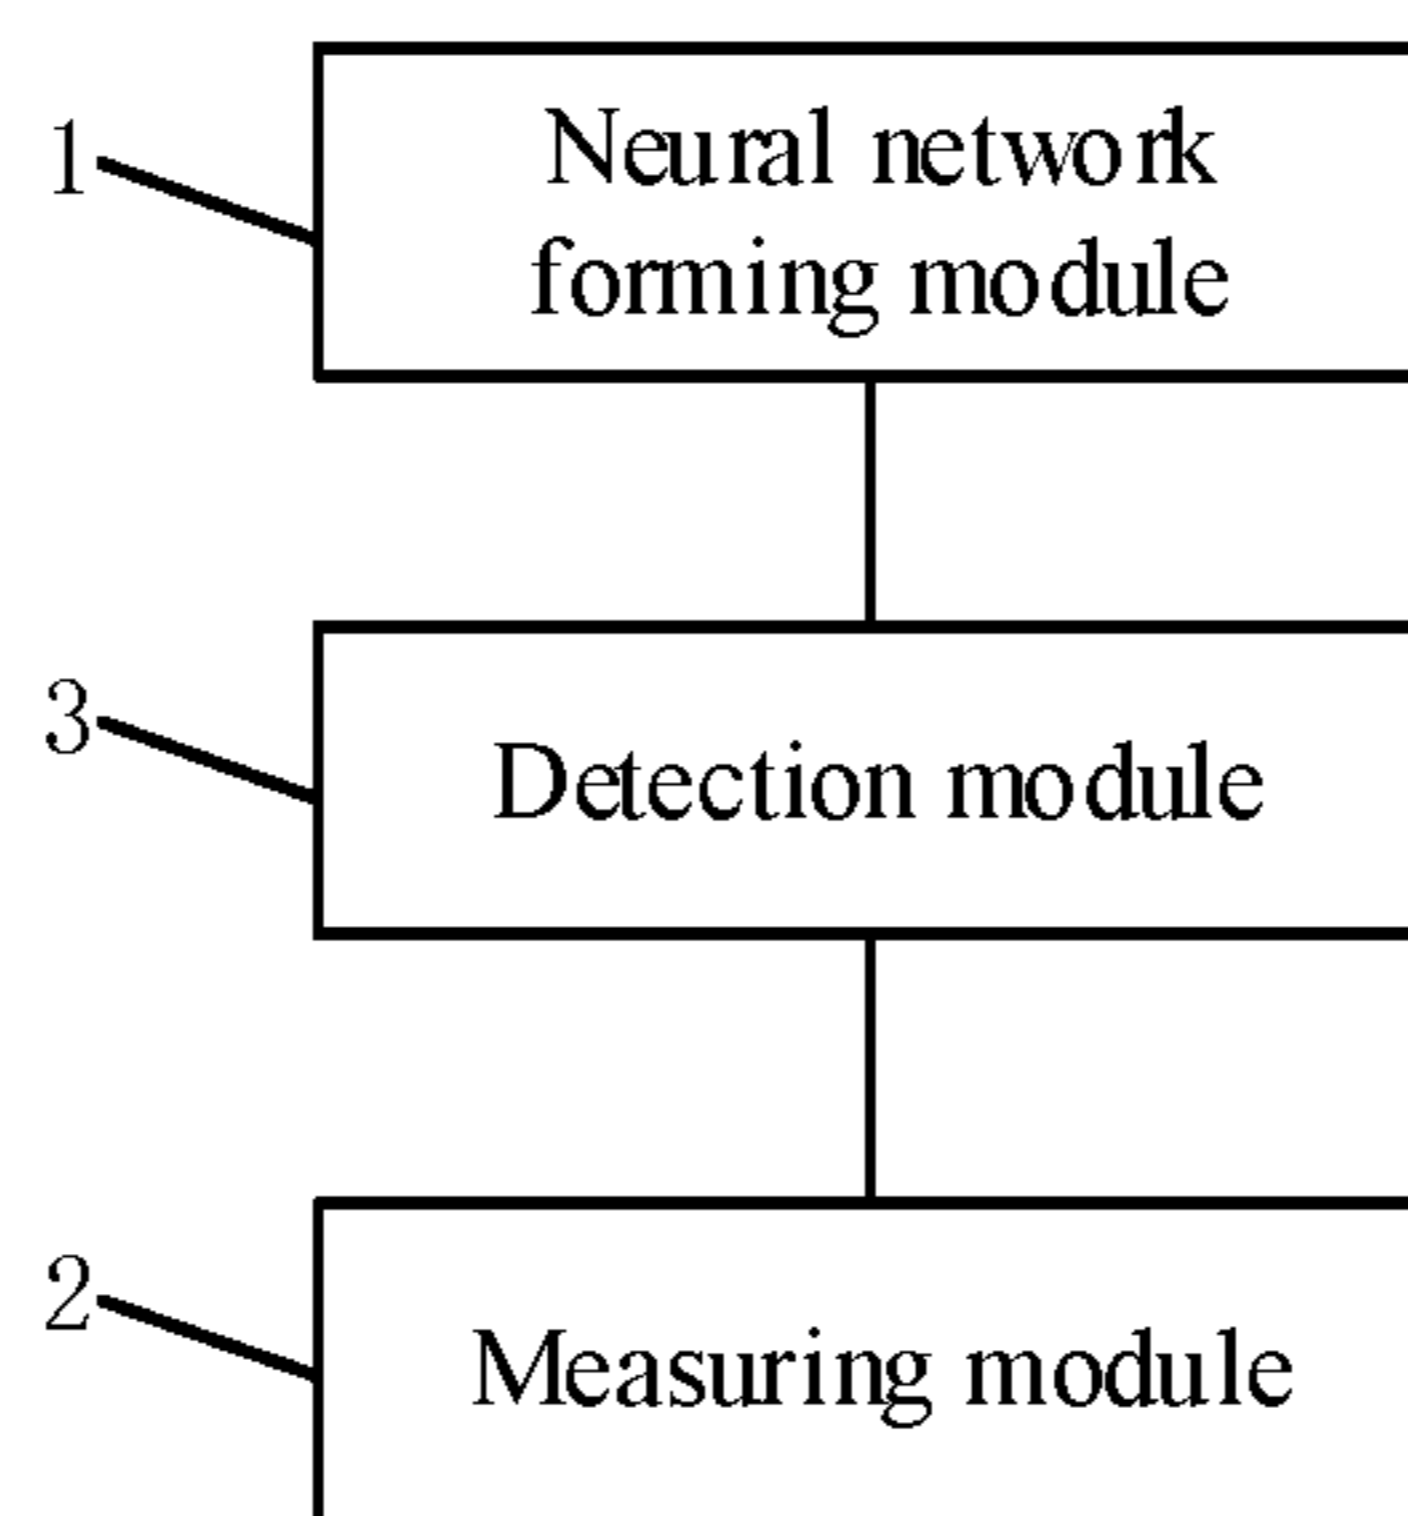 1
Neural network
forming module
3
Detection module
2
Measuring module